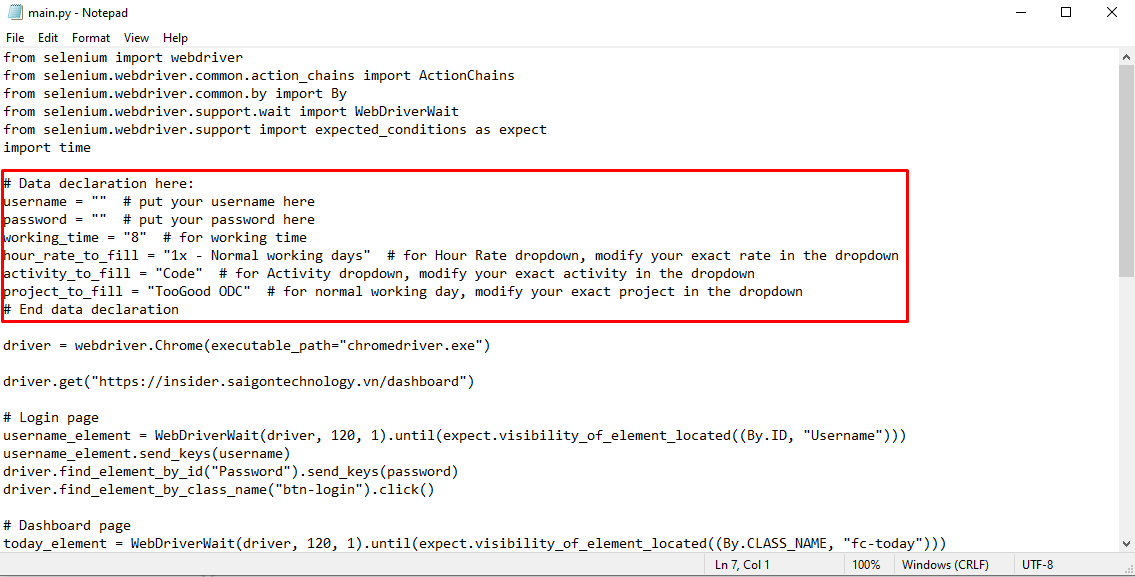 main.py - Notepad
File Edit Format View Help
from selenium import webdriver
from selenium.webdriver.common.action_chains import ActionChains
from selenium.webdriver.common.by import By
from selenium.webdriver.support.wait import WebDriverWait
from selenium.webdriver.support import expected_conditions as expect
import time
# Data declaration here:
username = ""  # put your username here
password = ""  # put your password here
working_time = "8"  # for working time
hour_rate_to_fill = "1x - Normal working days"  # for Hour Rate dropdown, modify your exact rate in the dropdown
activity_to_fill = "Code"  # for Activity dropdown, modify your exact activity in the dropdown
project_to_fill = "TooGood ODC"  # for normal working day, modify your exact project in the dropdown
# End data declaration
driver = webdriver.Chrome(executable_path="chromedriver.exe")
driver.get("https://insider.saigontechnology.vn/dashboard")
# Login page
username_element = WebDriverWait(driver, 120, 1).until(expect.visibility_of_element_located((By.ID, "Username")))
username_element.send_keys(username)
driver.find_element_by_id("Password").send_keys(password)
driver.find_element_by_class_name("btn-login").click()
# Dashboard page
today_element = WebDriverWait(driver, 120, 1).until(expect.visibility_of_element_located((By.CLASS_NAME, "fc-today")))
Ln 7, Col 1 100% Windows (CRLF) UTF-8